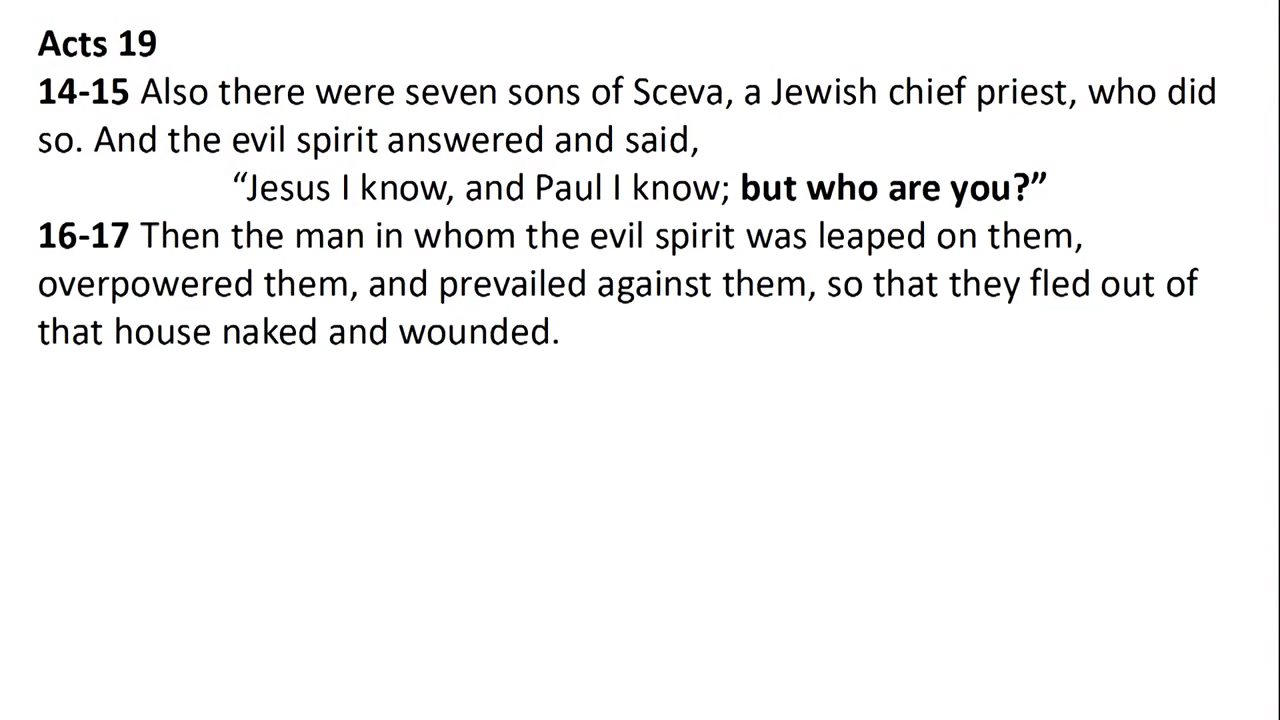 Acts 19
14-15 Also there were seven sons of Sceva, a Jewish chief priest, who did
so. And the evil spirit answered and said,
“Jesus I know, and Paul I know; but who are you?”
16-17 Then the man in whom the evil spirit was leaped on them,
overpowered them, and prevailed against them, so that they fled out of
that house naked and wounded.